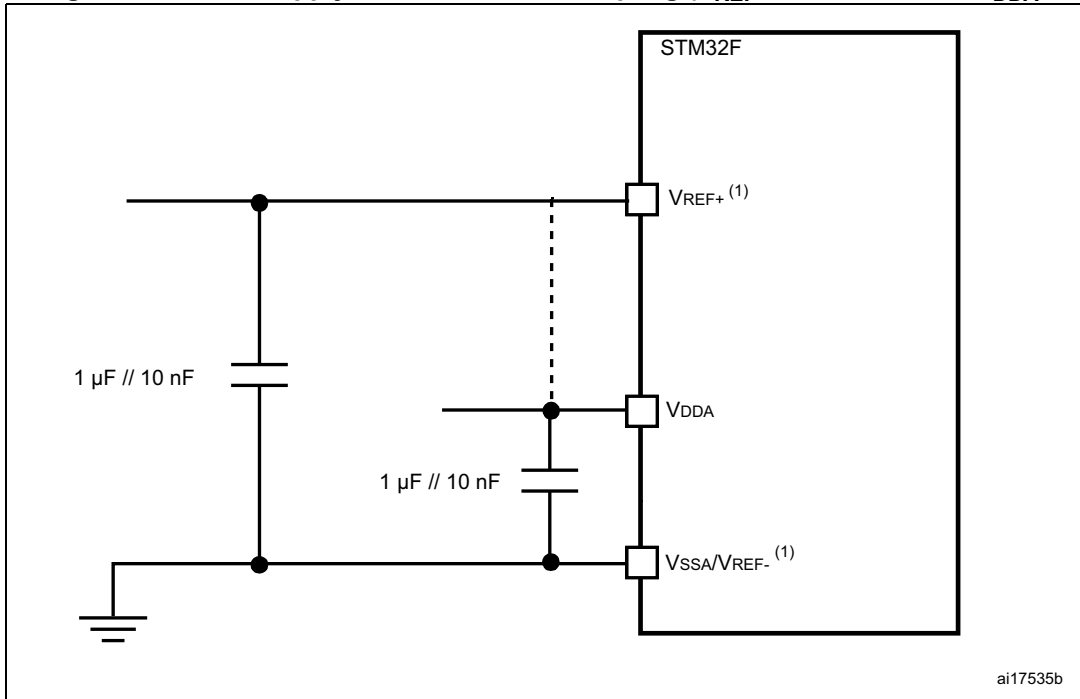 STM32F
VREF+ (1)
1 µF // 10 nF
VDDA
1 µF // 10 nF
VSSA/VREF- (1)
ai17535b